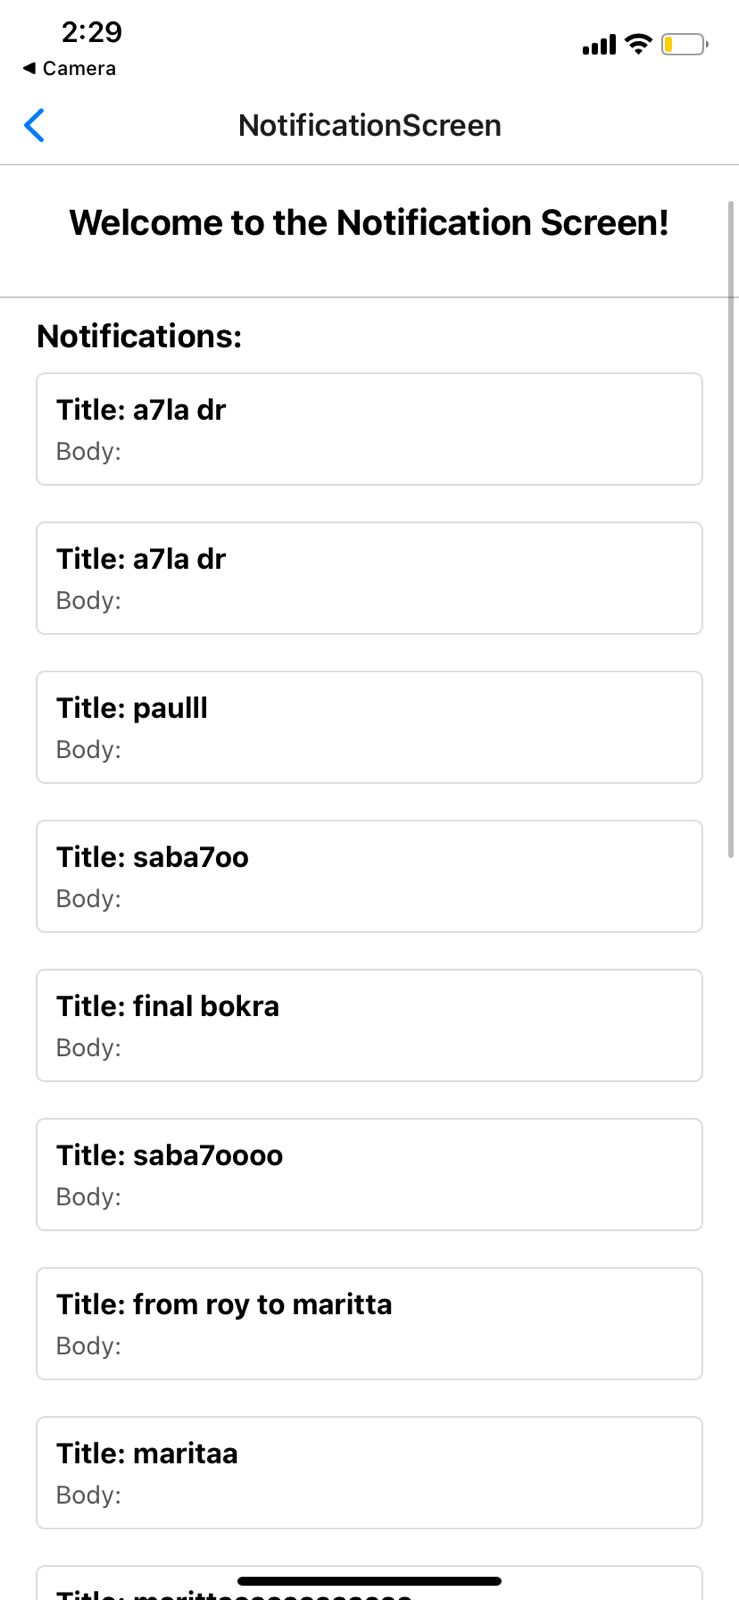 2:29
◀ Camera
NotificationScreen
Welcome to the Notification Screen!
Notifications:
Title: a7la dr
Body:
Title: a7la dr
Body:
Title: paulll
Body:
Title: saba7oo
Body:
Title: final bokra
Body:
Title: saba7oooo
Body:
Title: from roy to maritta
Body:
Title: maritaa
Body:
Title: